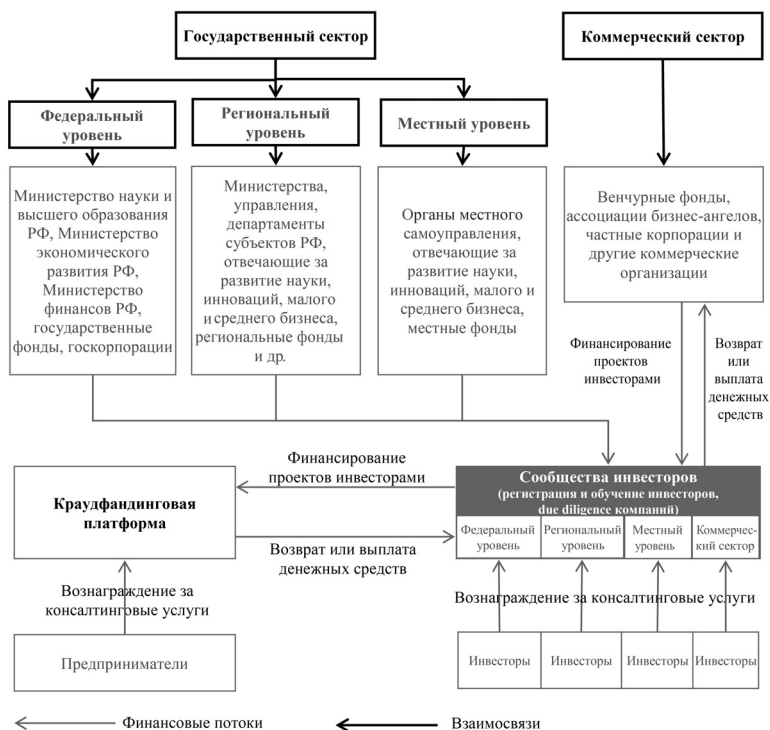 Государственный сектор
Коммерческий сектор
Федеральный
уровень
Региональный
уровень
Местный уровень
Министерство науки и
высшего образования
РФ, Министерство
экономического
развития РФ,
Министерство
финансов РФ,
государственные
фонды, госкорпорации
Министерства,
управления,
департаменты
субъектов РФ,
отвечающие за
развитие науки,
инноваций, малого
и среднего бизнеса,
региональные фонды
и др.
Органы местного
самоуправления,
отвечающие за
развитие науки,
инноваций, малого и
среднего бизнеса,
местные фонды
Венчурные фонды,
ассоциации бизнес-ангелов,
частные корпорации и
другие коммерческие
организации
Финансирование
проектов
инвесторами
Возврат
или
выплата
денежных
средств
Финансирование
проектов инвесторами
Краудфандинговая
платформа
Сообщества инвесторов
(регистрация и обучение инвесторов,
due diligence компаний)
Федеральный
уровень
Региональный
уровень
Местный
уровень
Коммерчес-
кий сектор
Возврат или выплата
денежных средств
Вознаграждение за
консалтинговые услуги
Вознаграждение за консалтинговые услуги
Предприниматели
Инвесторы
Инвесторы
Инвесторы
Инвесторы
Финансовые потоки
Взаимосвязи